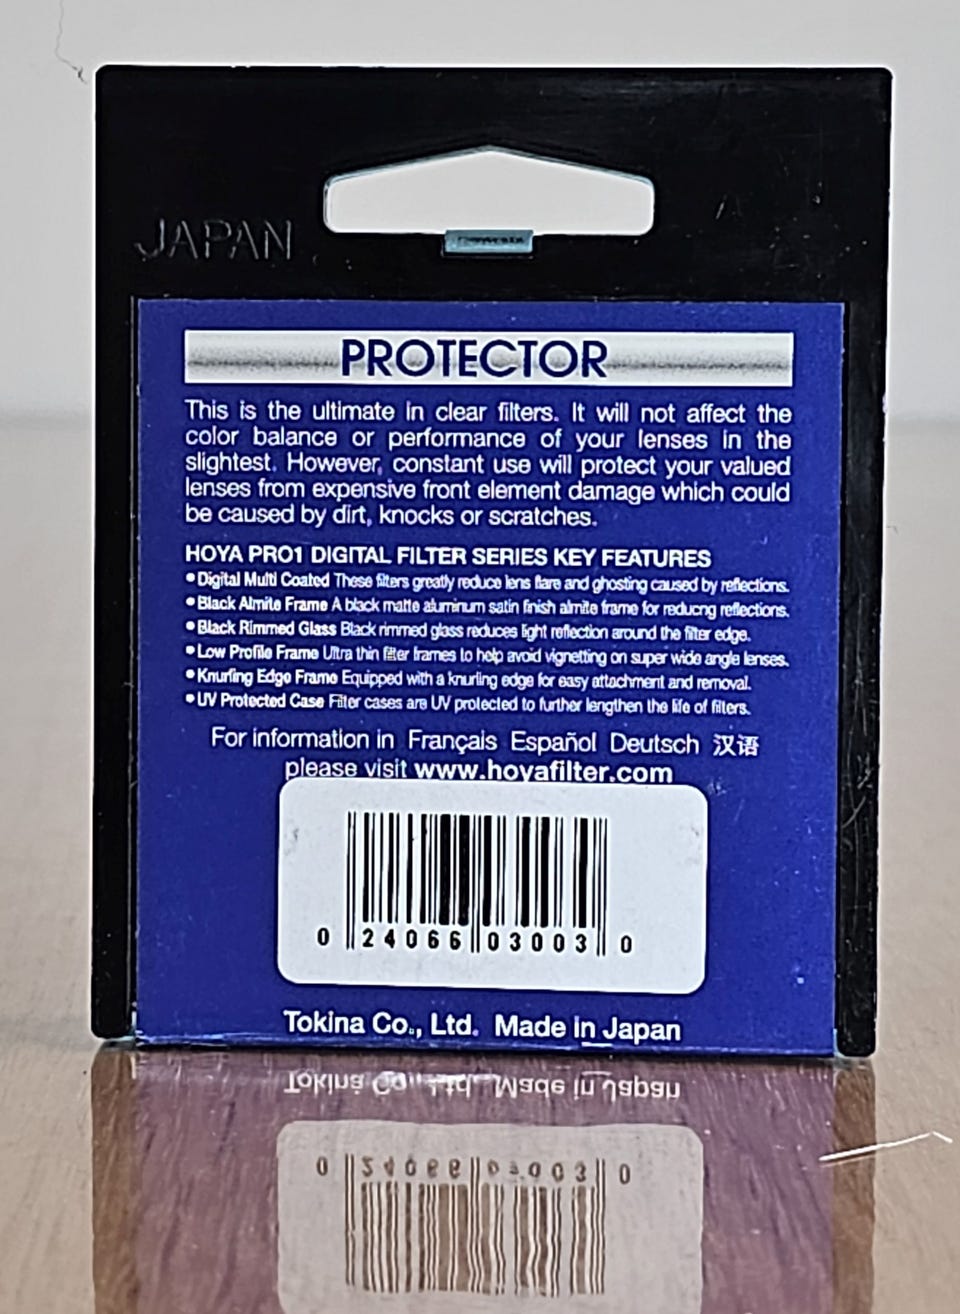 JAPAN
PROTECTOR
This is the ultimate in clear filters. It will not affect the
color balance or performance of your lenses in the
slightest. However, constant use will protect your valued
lenses from expensive front element damage which could
be caused by dirt, knocks or scratches.
HOYA PRO1 DIGITAL FILTER SERIES KEY FEATURES
• Digital Multi Coated These filters greatly reduce lens flare and ghosting caused by reflections.
• Black Almite Frame A black matte aluminum satin finish almite frame for reducng reflections.
• Black Rimmed Glass Black rimmed glass reduces light reflection around the filter edge.
• Low Profile Frame Ultra thin filter frames to help avoid vignetting on super wide angle lenses.
• Knurling Edge Frame Equipped with a knurling edge for easy attachment and removal.
• UV Protected Case Filter cases are UV protected to further lengthen the life of filters.
For information in Français Español Deutsch 汉语
please visit www.hoyafilter.com
0 24066 03003 0
Tokina Co., Ltd. Made in Japan